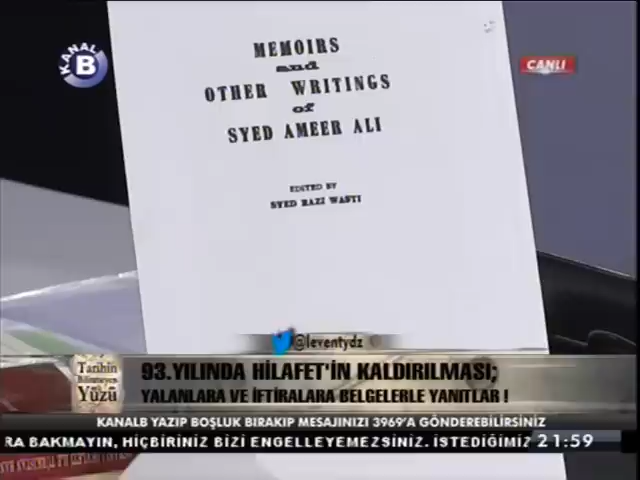 KANAL B
CANLI
MEMOIRS
and
OTHER WRITINGS
of
SYED AMEER ALI
EDITED BY
SYED RAZI WASTI
@leventydz
Tarihin
Bilinmeyen
Yüzü
93.YILINDA HİLAFET'İN KALDIRILMASI;
YALANLARA VE İFTİRALARA BELGELERLE YANITLAR !
KANALB YAZIP BOŞLUK BIRAKIP MESAJINIZI 3969'A GÖNDEREBİLİRSİNİZ
RA BAKMAYIN, HİÇBİRİNİZ BİZİ ENGELLEYEMEZSİNİZ. İSTEDİĞİMİZ
21:59